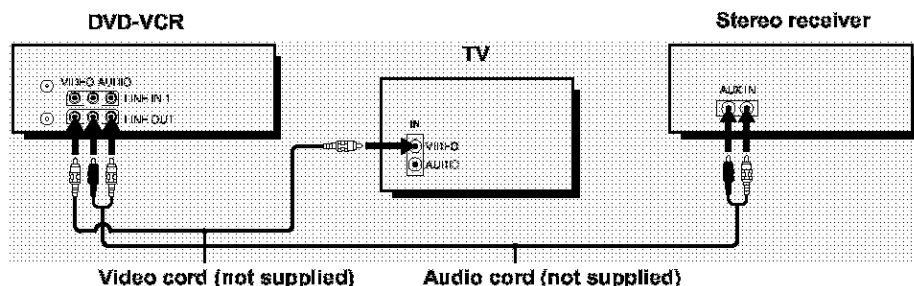 DVD-VCR
TV
Stereo receiver
VIDEO AUDIO
LINE IN 1
LINE OUT
IN
VIDEO
AUDIO
AUX IN
Video cord (not supplied)
Audio cord (not supplied)